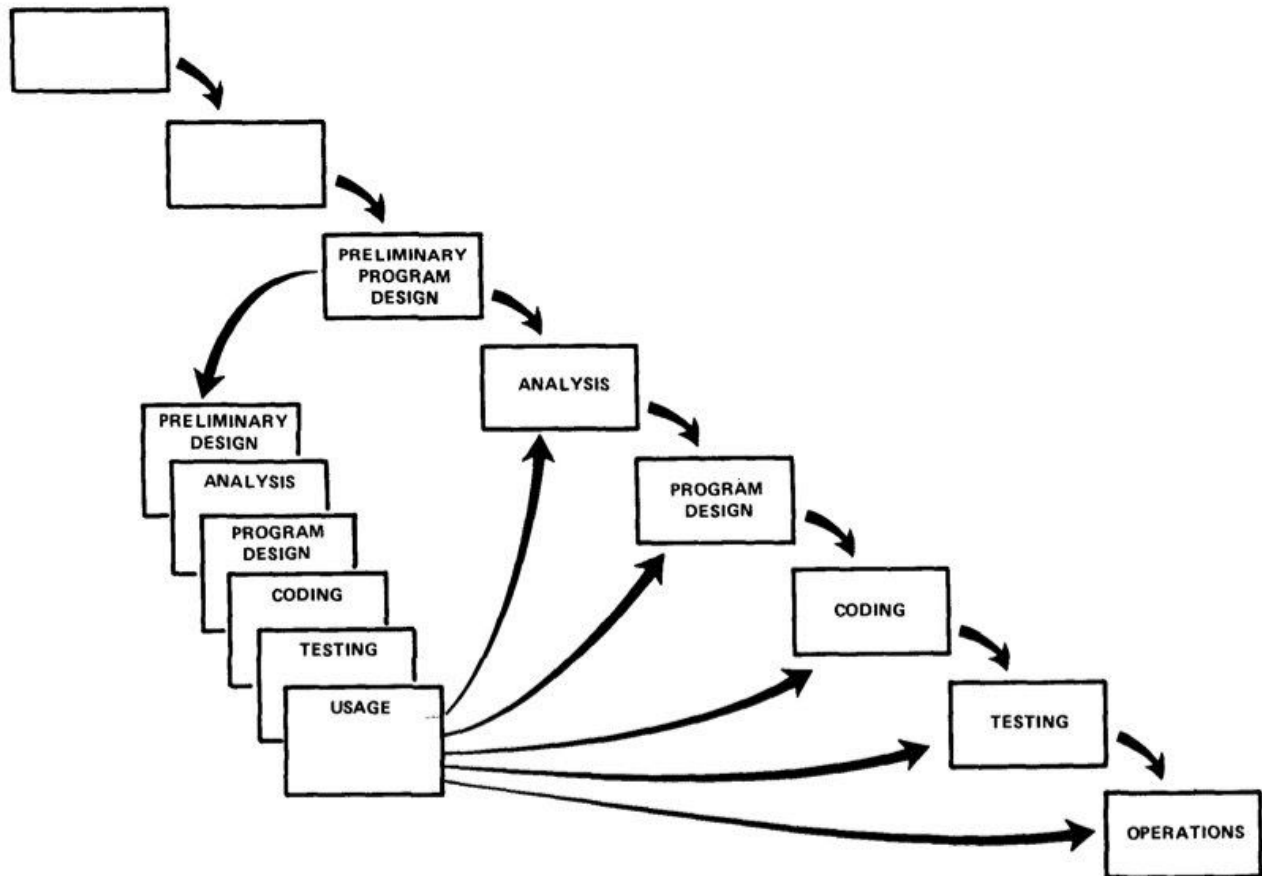 PRELIMINARY
PROGRAM
DESIGN
ANALYSIS
PROGRAM
DESIGN
CODING
TESTING
OPERATIONS
PRELIMINARY
DESIGN
ANALYSIS
PROGRAM
DESIGN
CODING
TESTING
USAGE